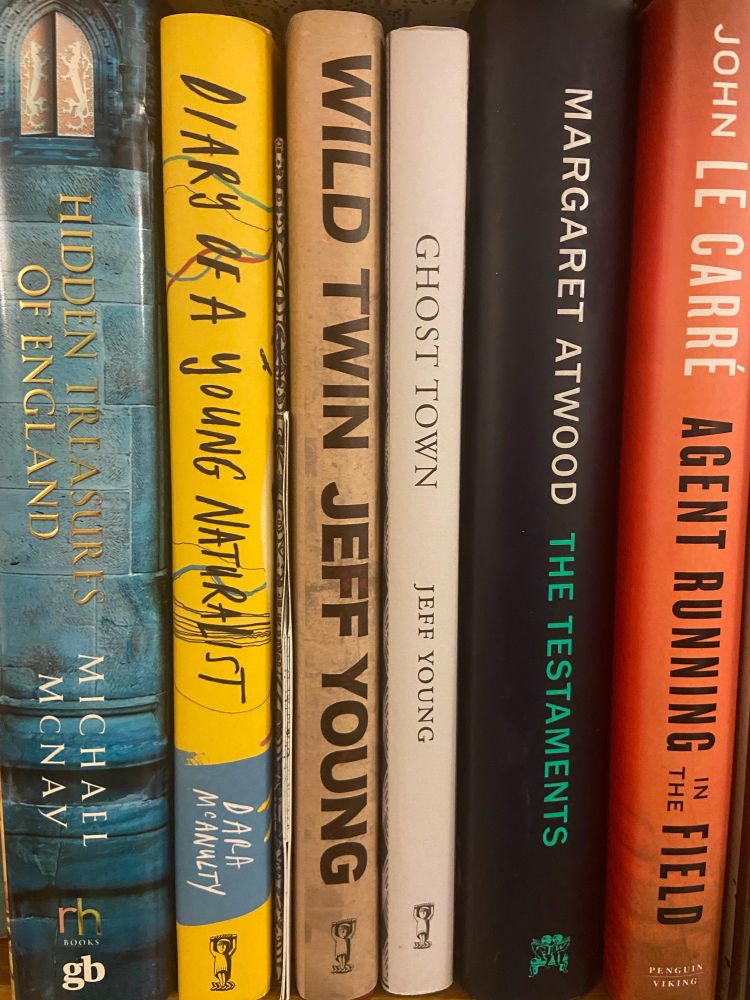 HIDDEN TREASURES
OF ENGLAND
MICHAEL
MCNAY
rh
BOOKS
gb
DIARY OF A YOUNG NATURALIST
DARA
McANULTY
WILD TWIN JEFF YOUNG
GHOST TOWN JEFF YOUNG
MARGARET ATWOOD THE TESTAMENTS
JOHN LE CARRÉ AGENT RUNNING IN THE FIELD
PENGUIN
VIKING